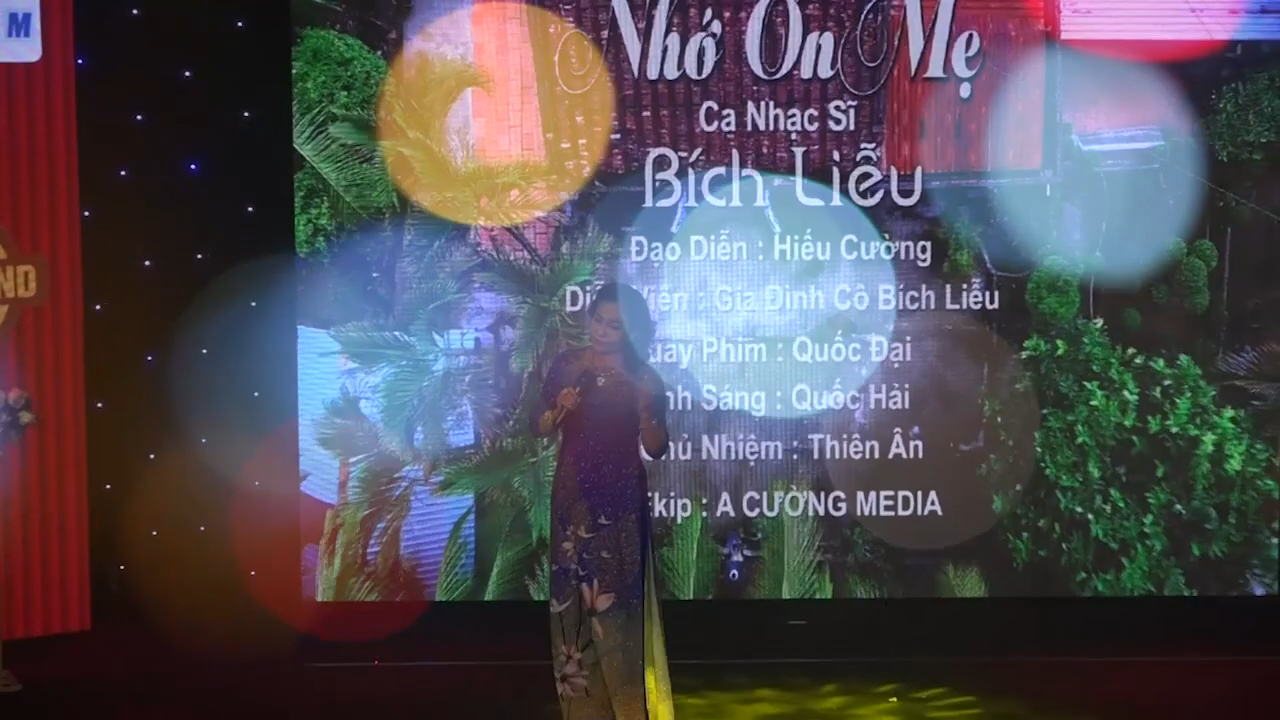 M
Nhớ Ơn Mẹ
Ca Nhạc Sĩ
Bích Liễu
Đạo Diễn : Hiếu Cường
Viên : Gia Đình Cô Bích Liễu
Phim : Quốc Đại
Sáng : Quốc Hải
Nhiệm : Thiên Ân
Ekip : A CƯỜNG MEDIA
ND